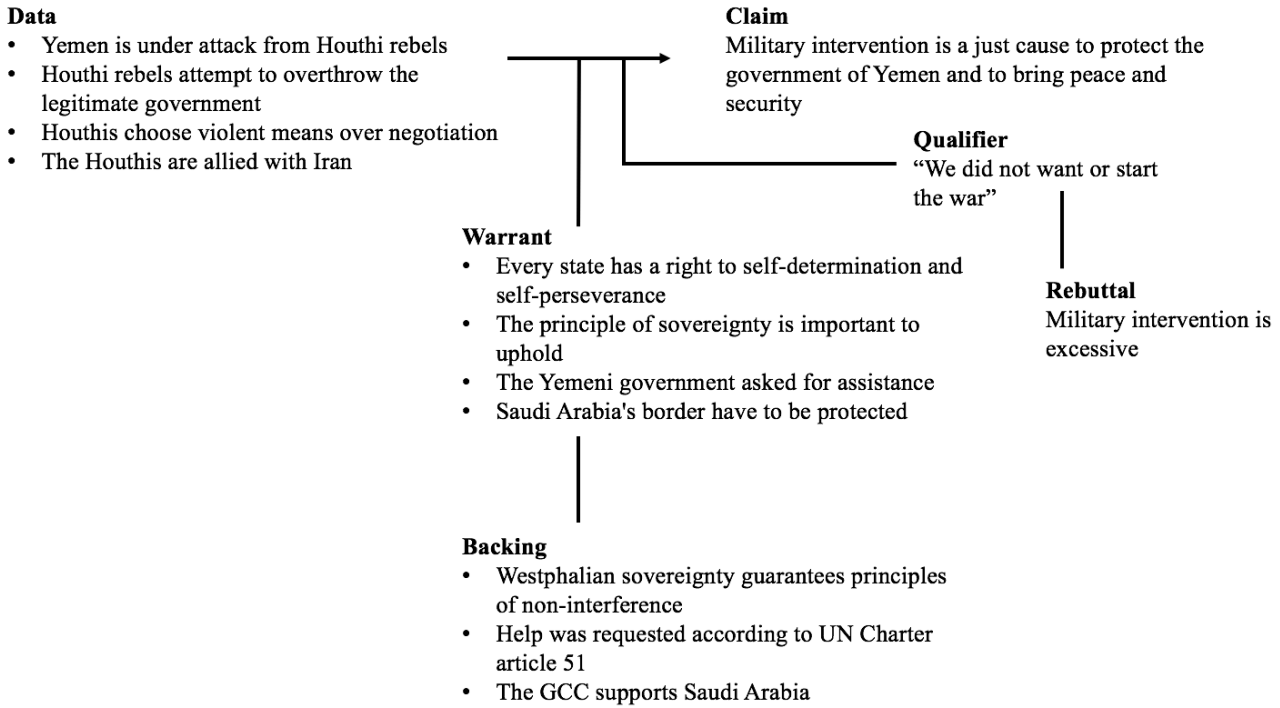 Data
• Yemen is under attack from Houthi rebels
• Houthi rebels attempt to overthrow the
legitimate government
• Houthis choose violent means over negotiation
• The Houthis are allied with Iran
Claim
Military intervention is a just cause to protect the
government of Yemen and to bring peace and
security
Qualifier
“We did not want or start
the war”
Rebuttal
Military intervention is
excessive
Warrant
• Every state has a right to self-determination and
self-perseverance
• The principle of sovereignty is important to
uphold
• The Yemeni government asked for assistance
• Saudi Arabia's border have to be protected
Backing
• Westphalian sovereignty guarantees principles
of non-interference
• Help was requested according to UN Charter
article 51
• The GCC supports Saudi Arabia